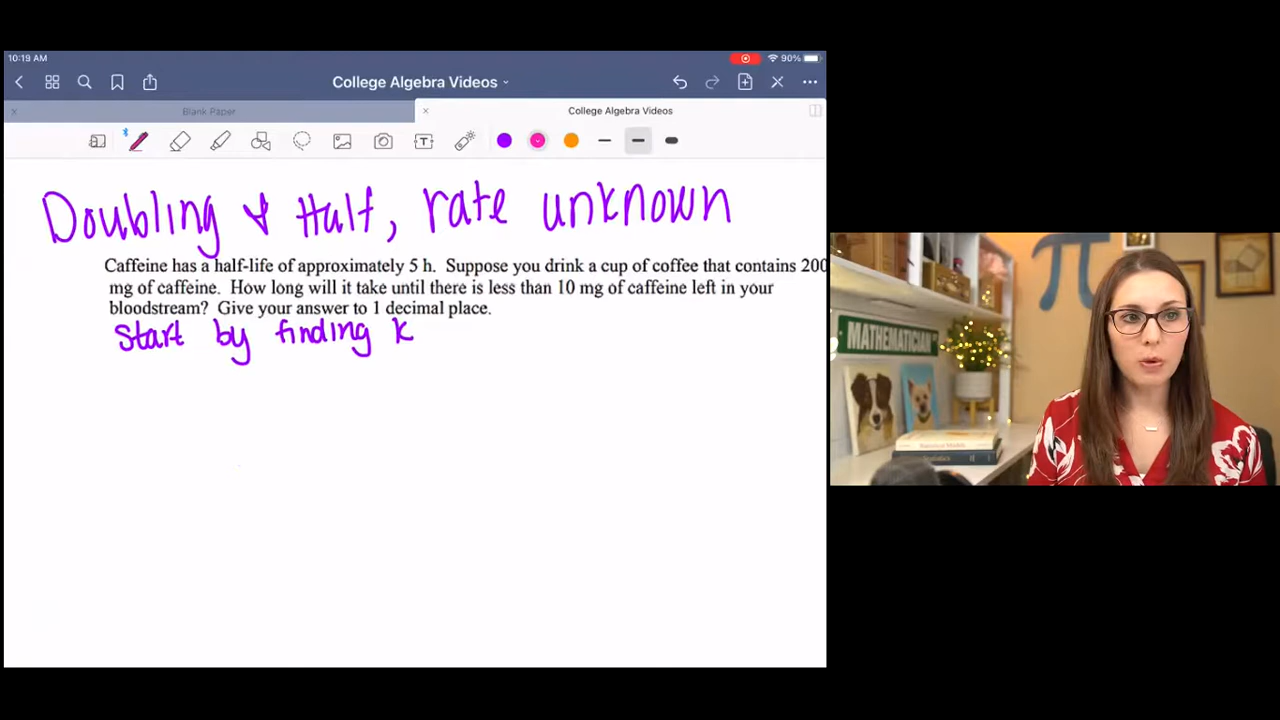 10:19 AM
90%
College Algebra Videos
Blank Paper
College Algebra Videos
Doubling & Half, rate unknown
Caffeine has a half-life of approximately 5 h. Suppose you drink a cup of coffee that contains 200
mg of caffeine. How long will it take until there is less than 10 mg of caffeine left in your
bloodstream? Give your answer to 1 decimal place.
Start by finding k
MATHEMATICIAN